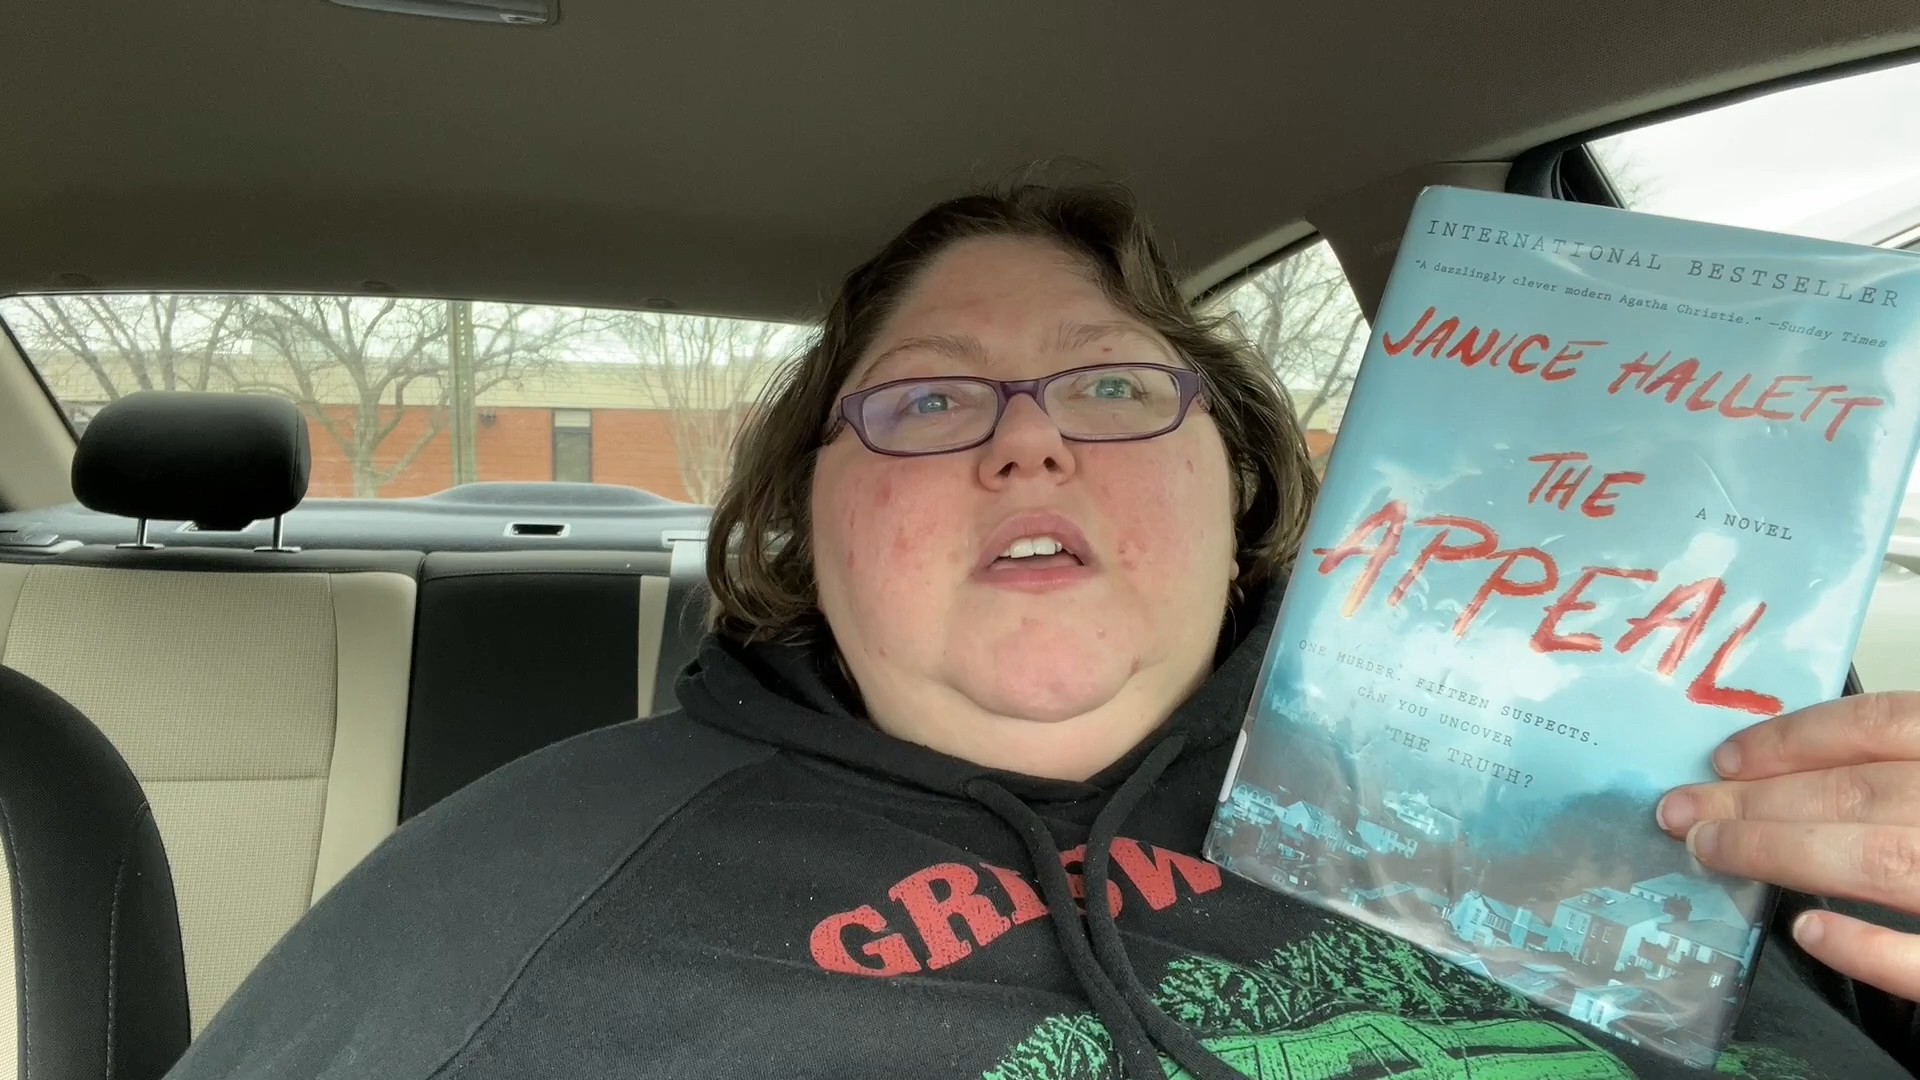 INTERNATIONAL BESTSELLER
"A dazzlingly clever modern Agatha Christie." —Sunday Times
JANICE HALLETT
THE
A NOVEL
APPEAL
ONE MURDER. FIFTEEN SUSPECTS.
CAN YOU UNCOVER
THE TRUTH?
GRISW